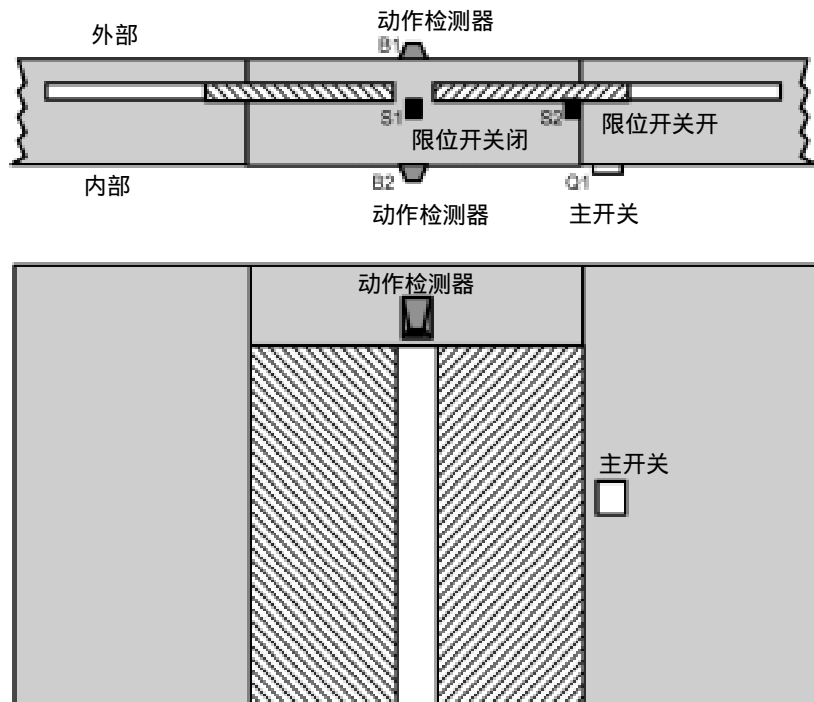 动作检测器
外部
B1
S1
S2
限位开关闭
限位开关开
内部
B2
Q1
动作检测器
主开关
动作检测器
主开关